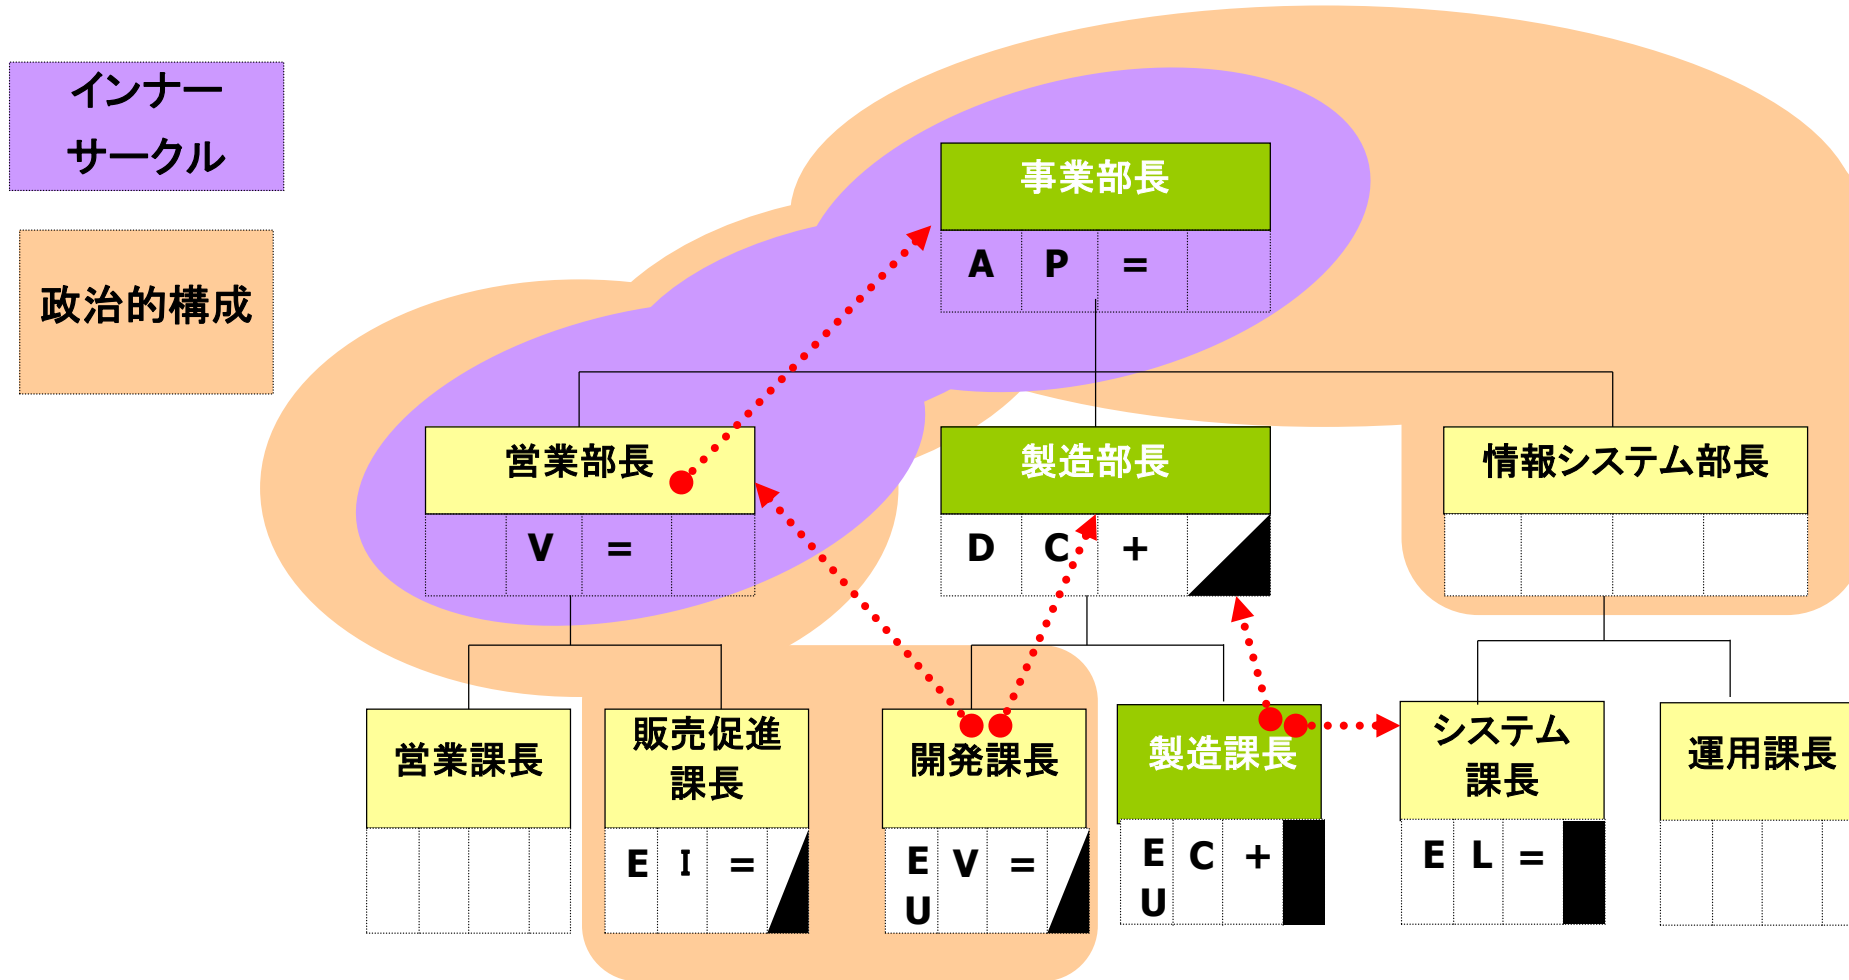 インナー
サークル
政治的構成
事業部長
A P =
営業部長
V =
製造部長
D C +
情報システム部長
営業課長
販売促進
課長
E I =
開発課長
E V =
U
製造課長
E C +
U
システム
課長
E L =
運用課長